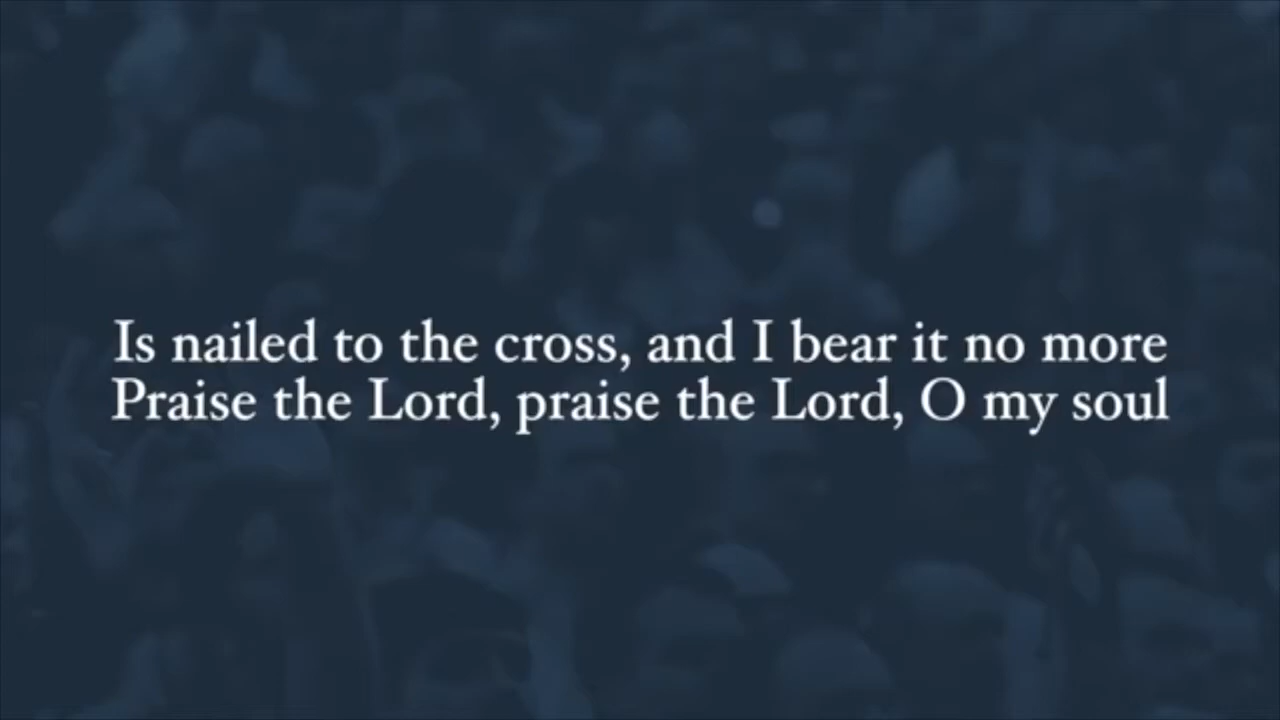 Is nailed to the cross, and I bear it no more
Praise the Lord, praise the Lord, O my soul